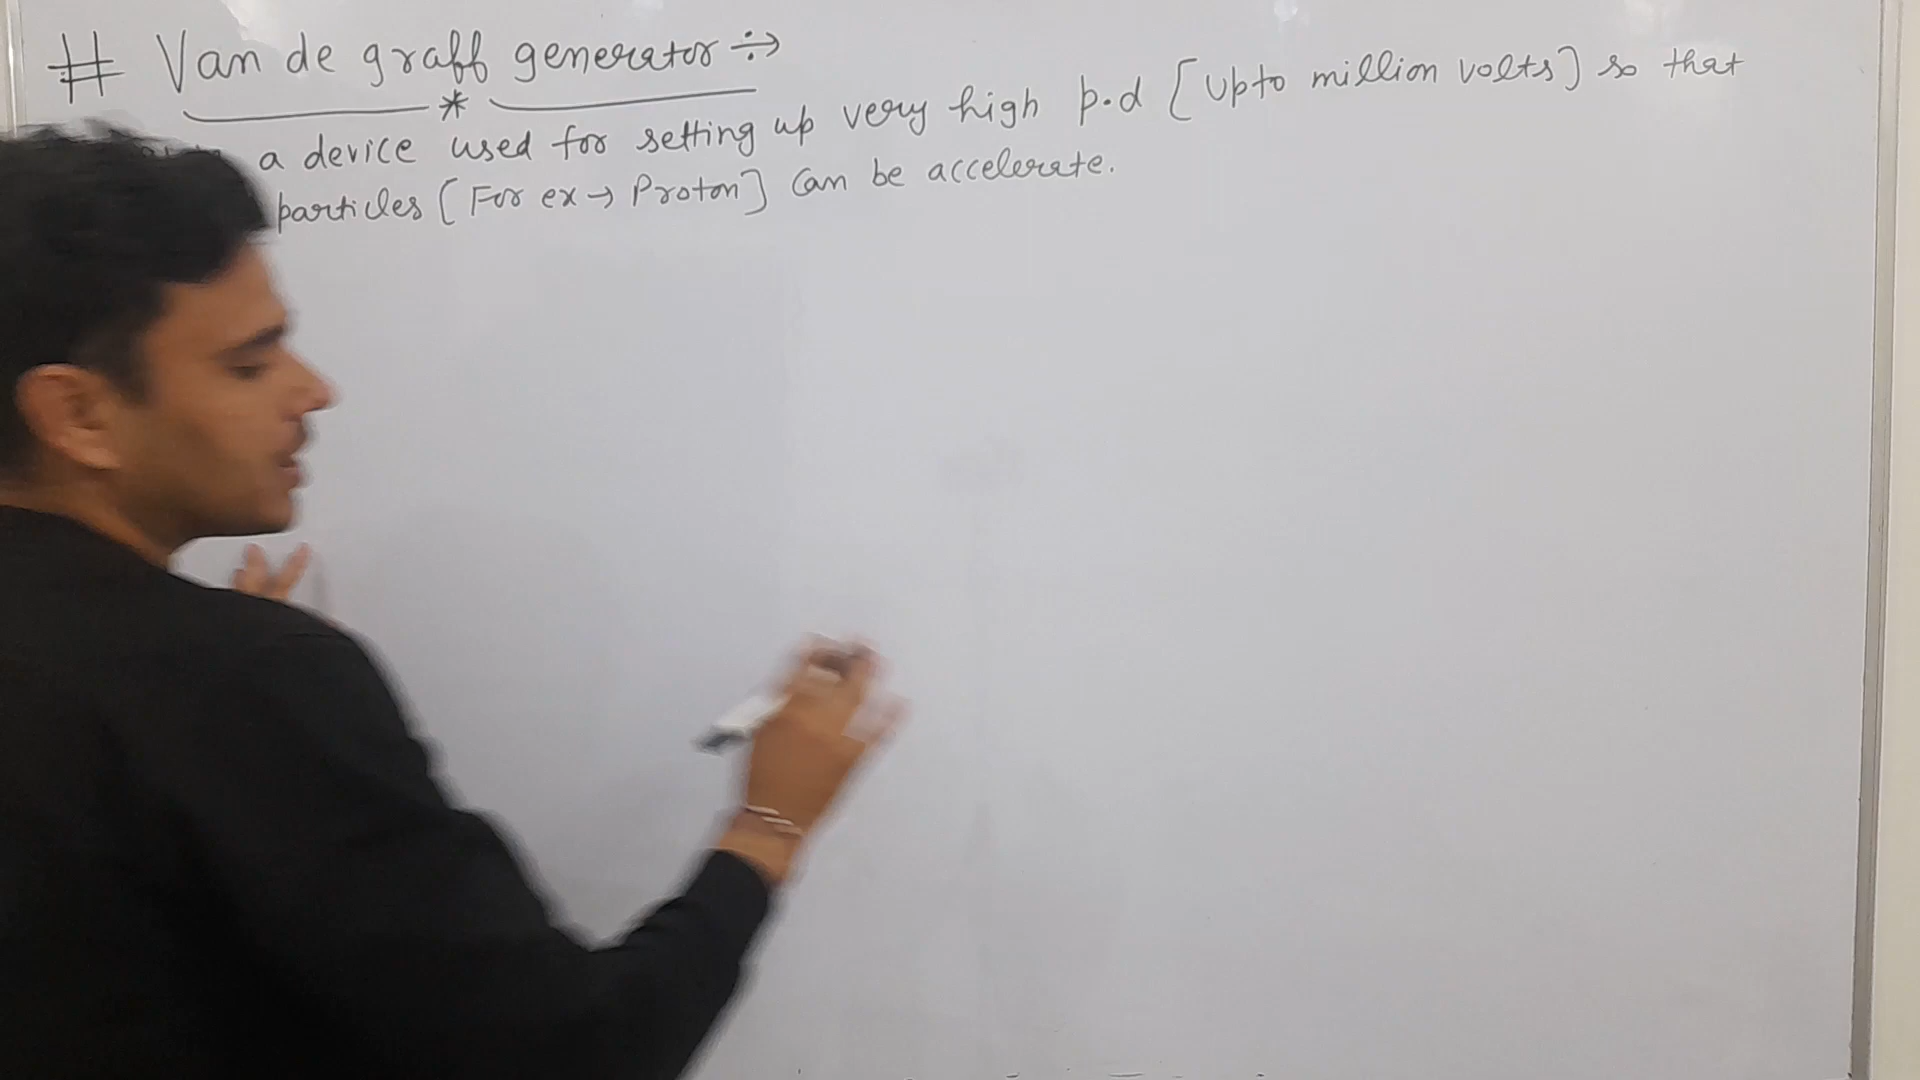 # Van de graff generator ÷→
a device used for setting up very high p.d [Upto million volts] so that
particles [For ex → Proton] Can be accelerate.